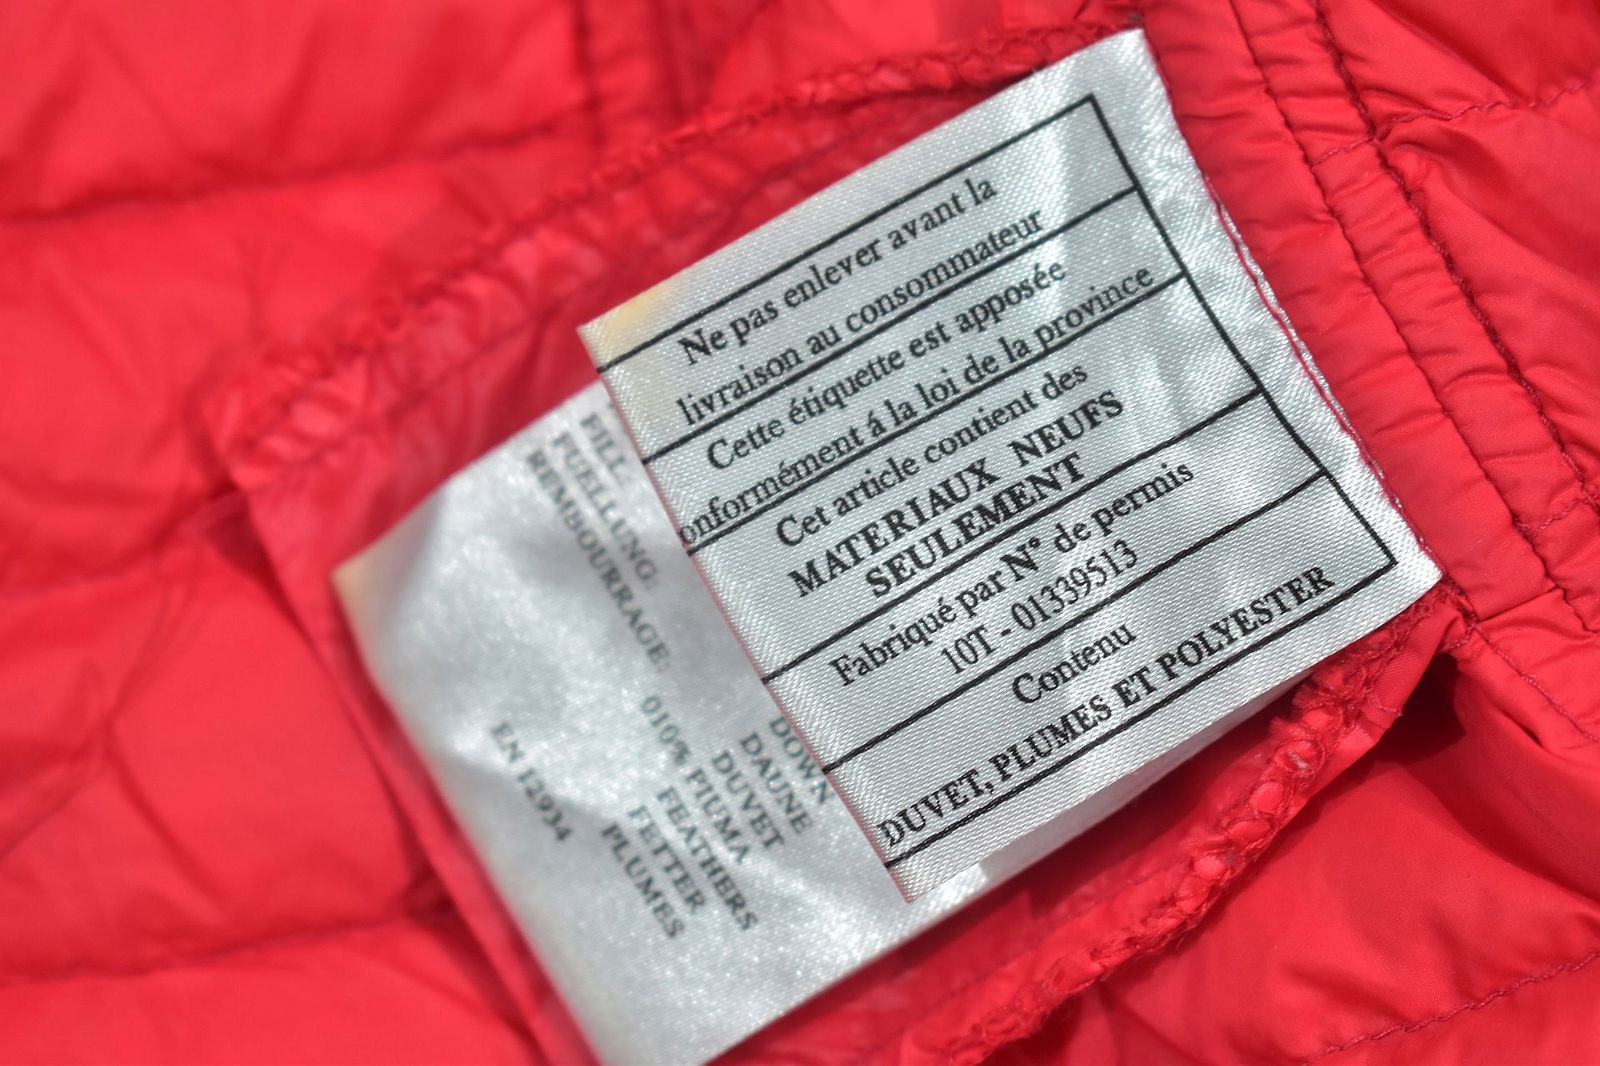 Ne pas enlever avant la
livraison au consommateur
Cette étiquette est apposée
onformément á la loi de la province
Cet article contient des
MATERIAUX NEUFS
SEULEMENT
Fabriqué par N° de permis
10T - 01339513
Contenu
DUVET, PLUMES ET POLYESTER
FILL:
FUELLUNG:
REMBOURRAGE:
DOWN
DAUNE
DUVET
010% PIUMA
FEATHERS
FETTER
PLUMES
EN 12934